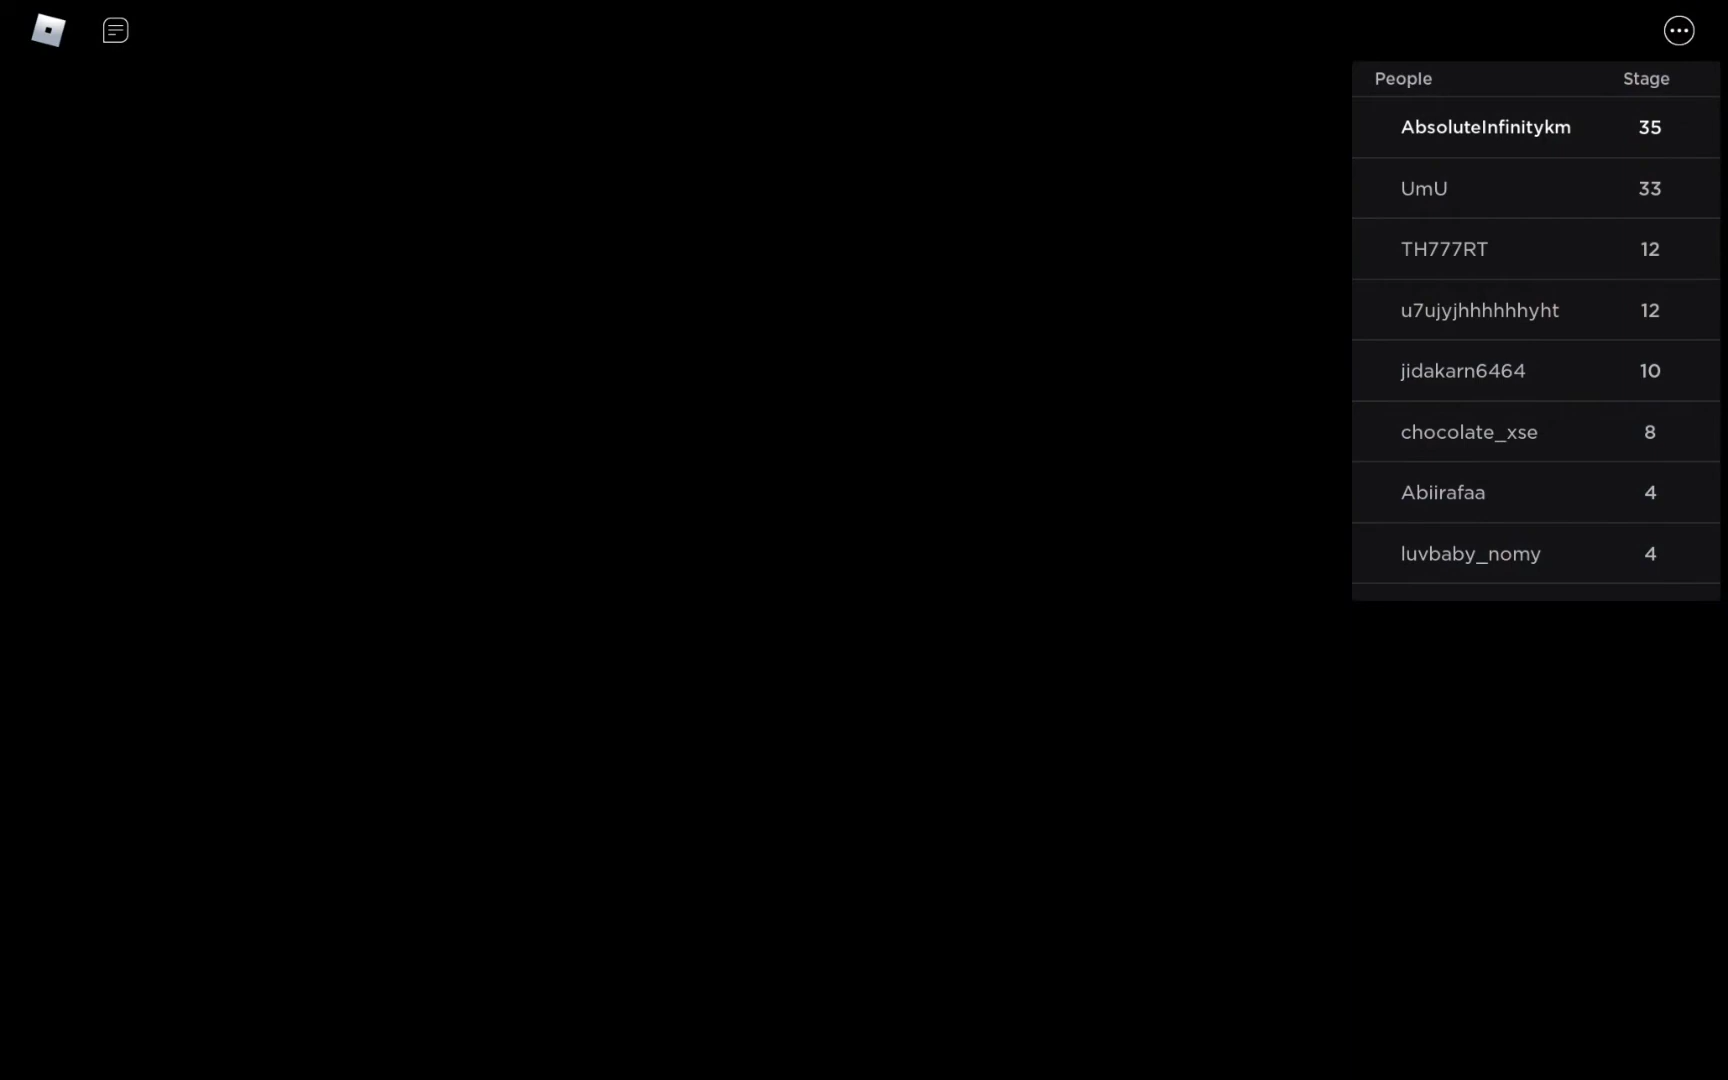 People Stage
AbsoluteInfinitykm 35
UmU 33
TH777RT 12
u7ujyjhhhhhhyht 12
jidakarn6464 10
chocolate_xse 8
Abiirafaa 4
luvbaby_nomy 4